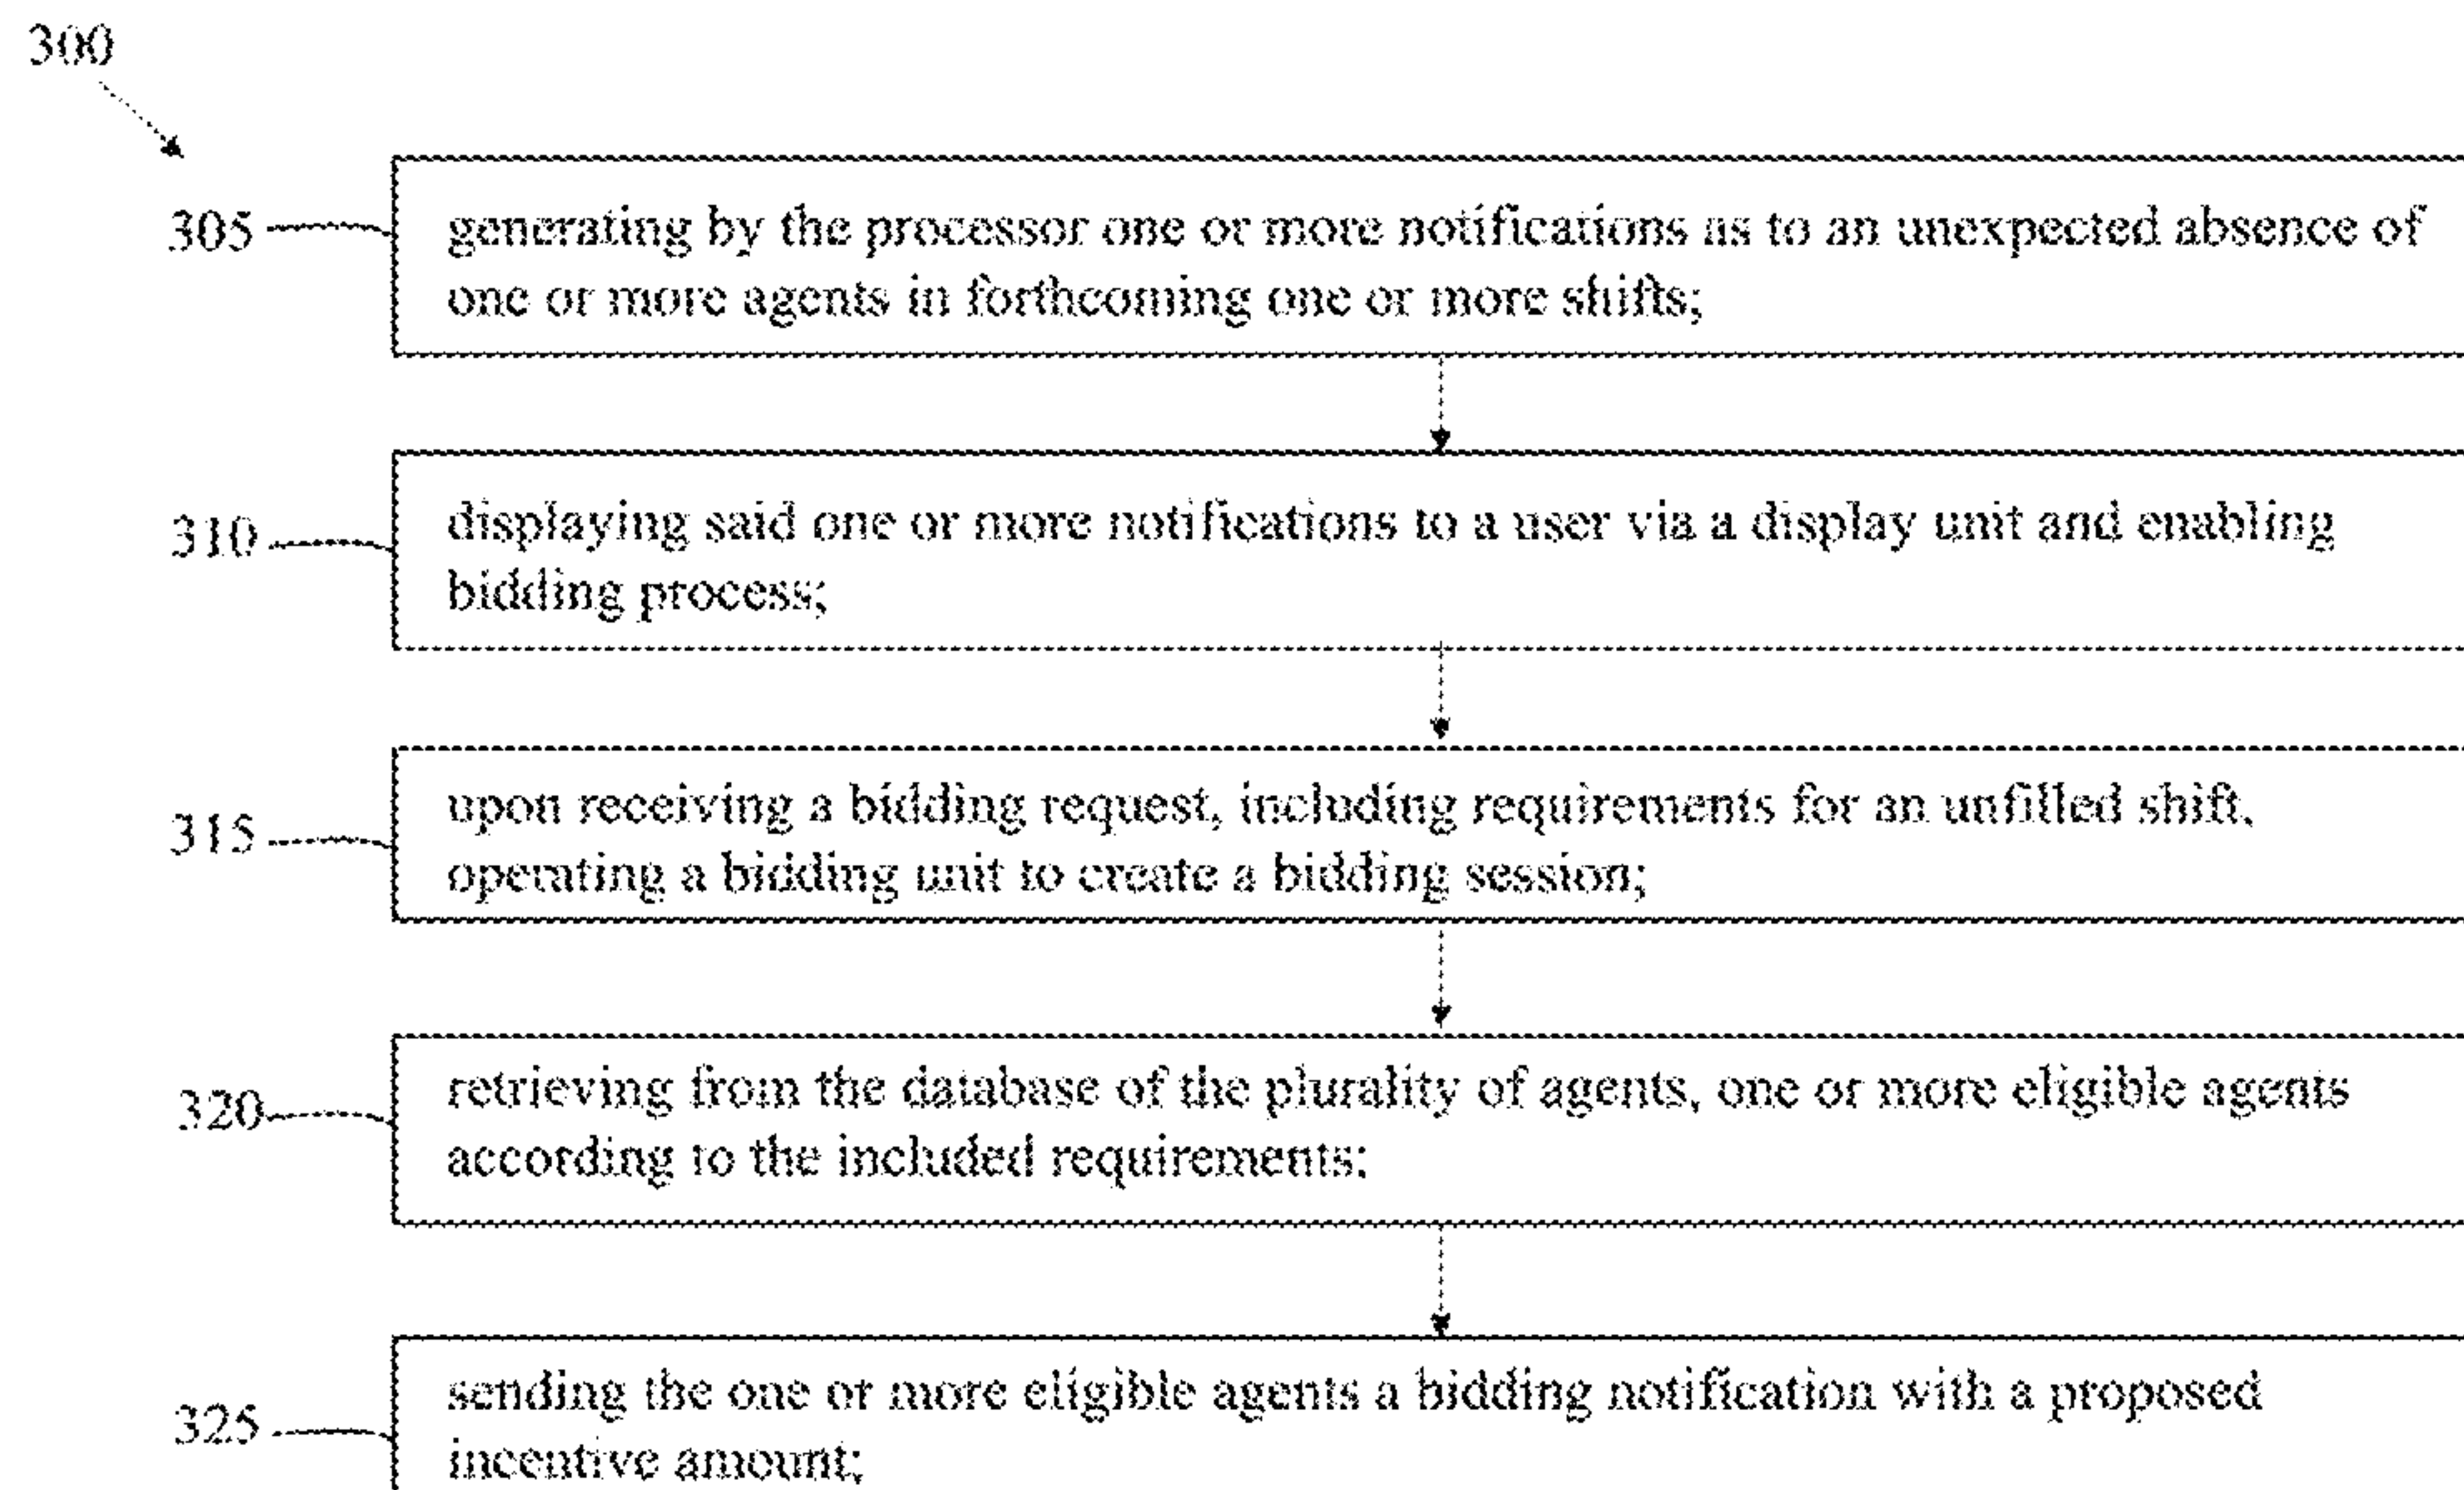 300
305
generating by the processor one or more notifications as to an unexpected absence of
one or more agents in forthcoming one or more shifts;
310
displaying said one or more notifications to a user via a display unit and enabling
bidding process;
315
upon receiving a bidding request, including requirements for an unfilled shift,
operating a bidding unit to create a bidding session;
320
retrieving from the database of the plurality of agents, one or more eligible agents
according to the included requirements;
325
sending the one or more eligible agents a bidding notification with a proposed
incentive amount;